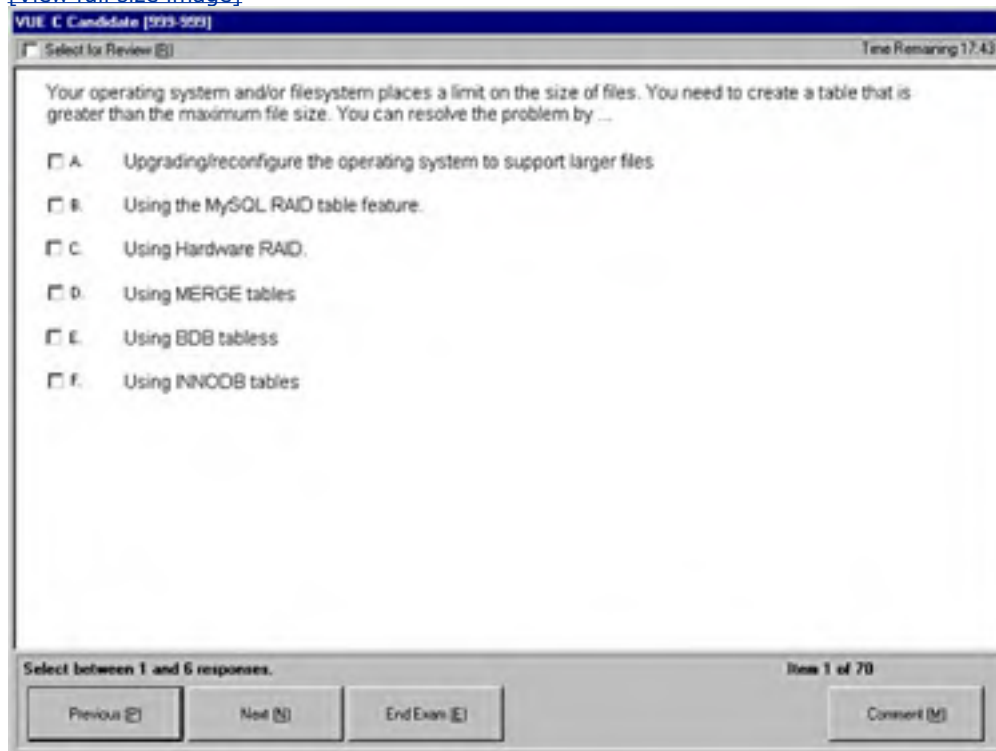 [View full size image]
VUE C Candidate [999-999]
Select for Review (R)
Time Remaining 17:43
Your operating system and/or filesystem places a limit on the size of files. You need to create a table that is
greater than the maximum file size. You can resolve the problem by ...
A. Upgrading/reconfigure the operating system to support larger files
B. Using the MySQL RAID table feature.
C. Using Hardware RAID.
D. Using MERGE tables
E. Using BDB tabless
F. Using INNODB tables
Select between 1 and 6 responses.
Item 1 of 70
Previous (P)
Next (N)
End Exam (E)
Comment (M)